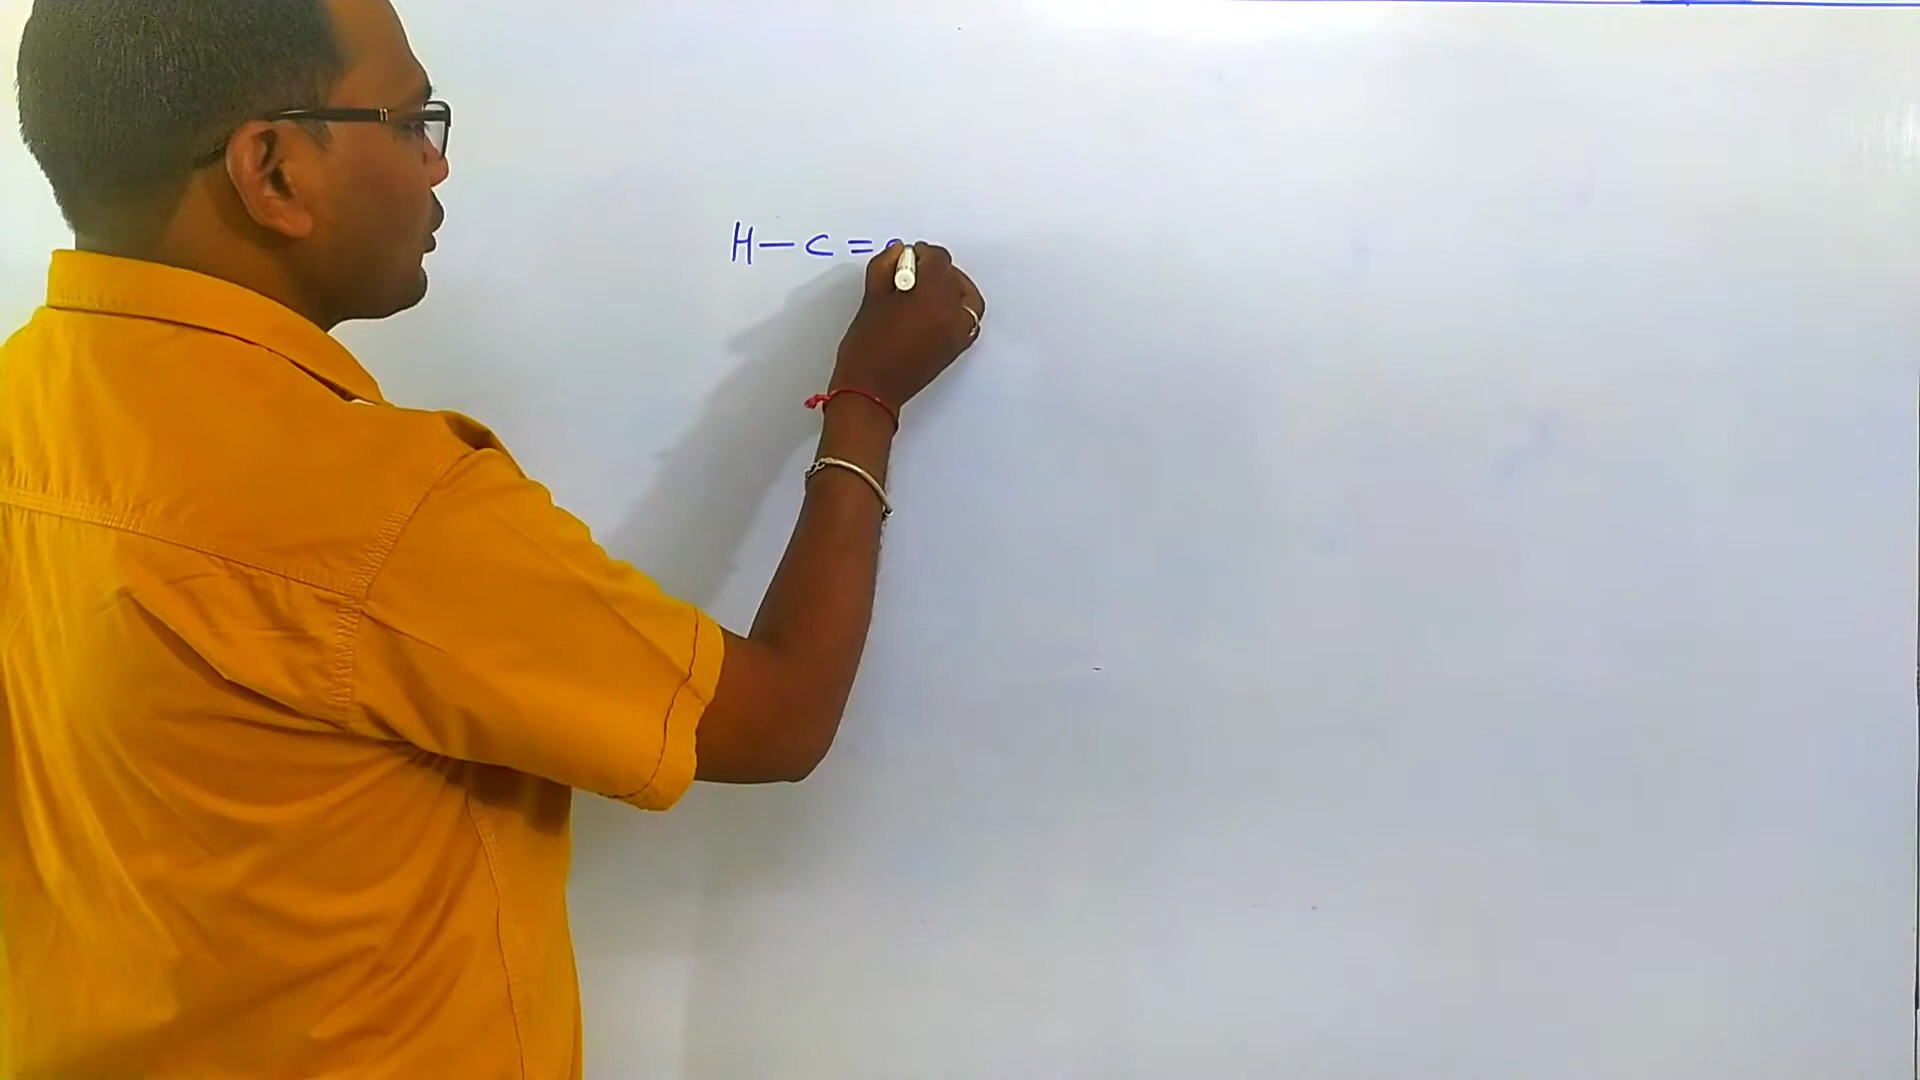 H — C =